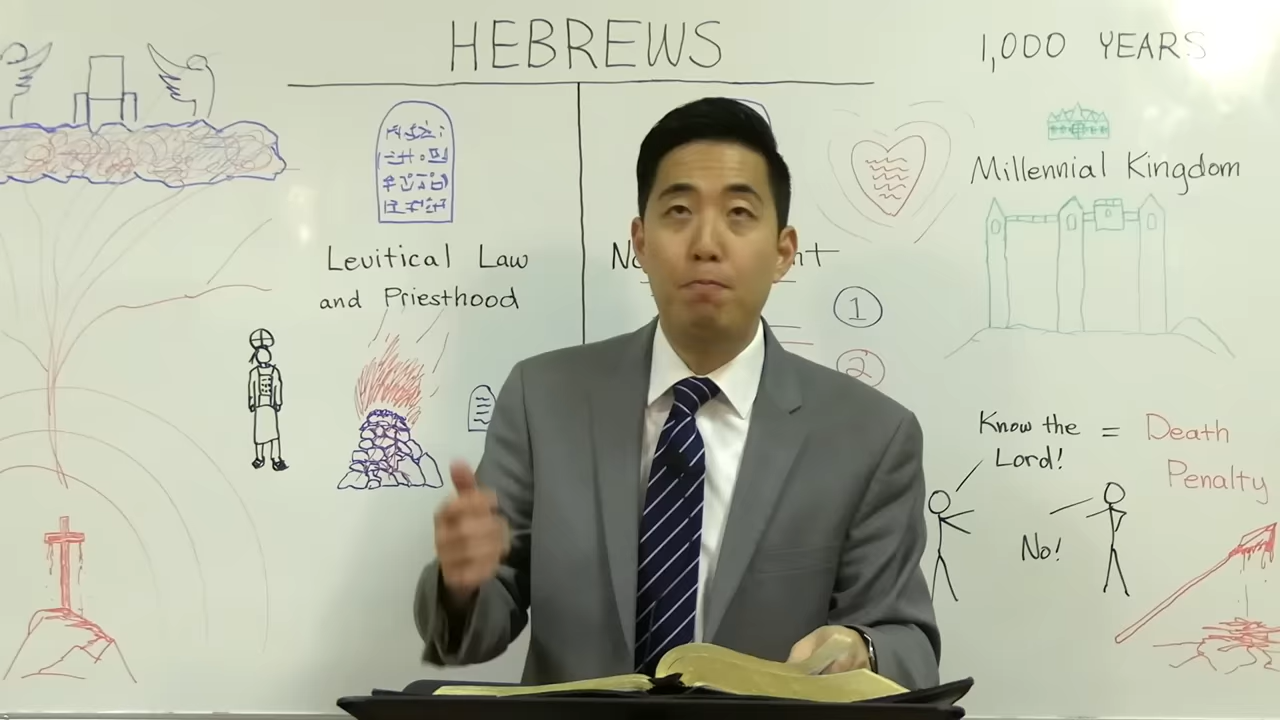 HEBREWS
1,000 YEARS
Millennial Kingdom
Levitical Law
and Priesthood
1
2
Know the
Lord!
=
Death
Penalty
No!